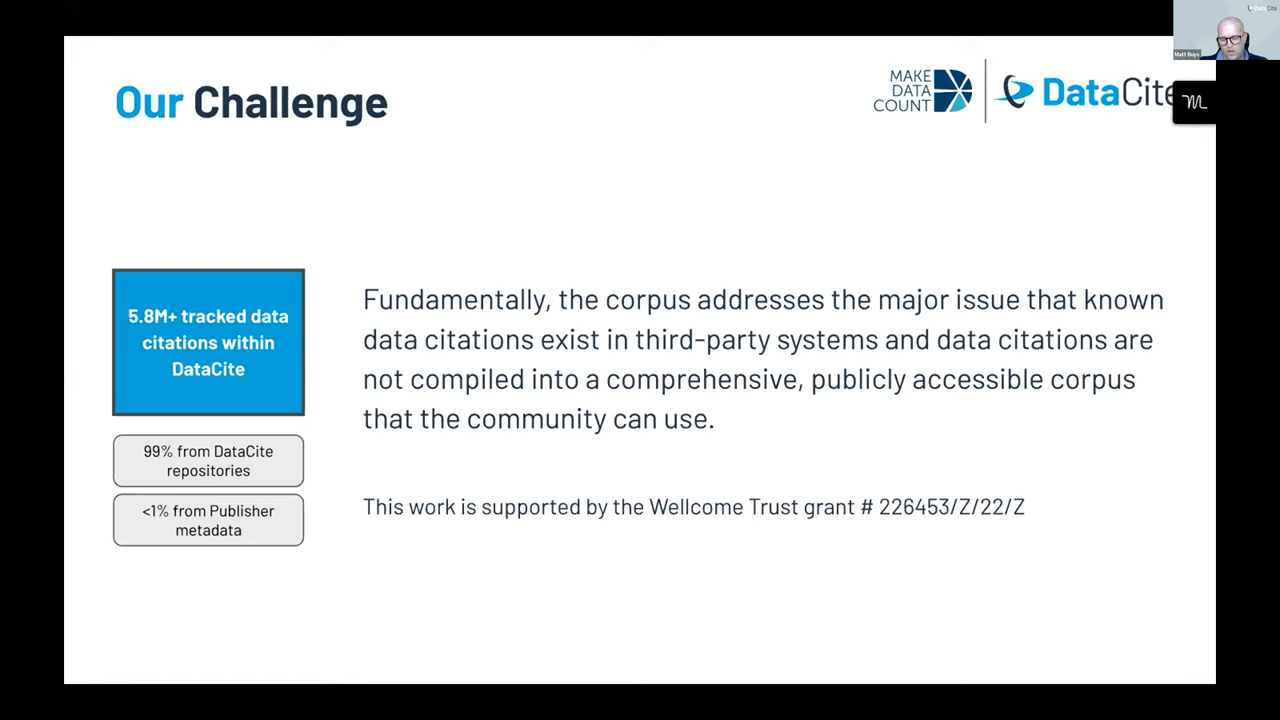 DataCite
Matt Buys
Our Challenge
MAKE
DATA
COUNT
DataCite
5.8M+ tracked data
citations within
DataCite
99% from DataCite
repositories
<1% from Publisher
metadata
Fundamentally, the corpus addresses the major issue that known
data citations exist in third-party systems and data citations are
not compiled into a comprehensive, publicly accessible corpus
that the community can use.
This work is supported by the Wellcome Trust grant # 226453/Z/22/Z